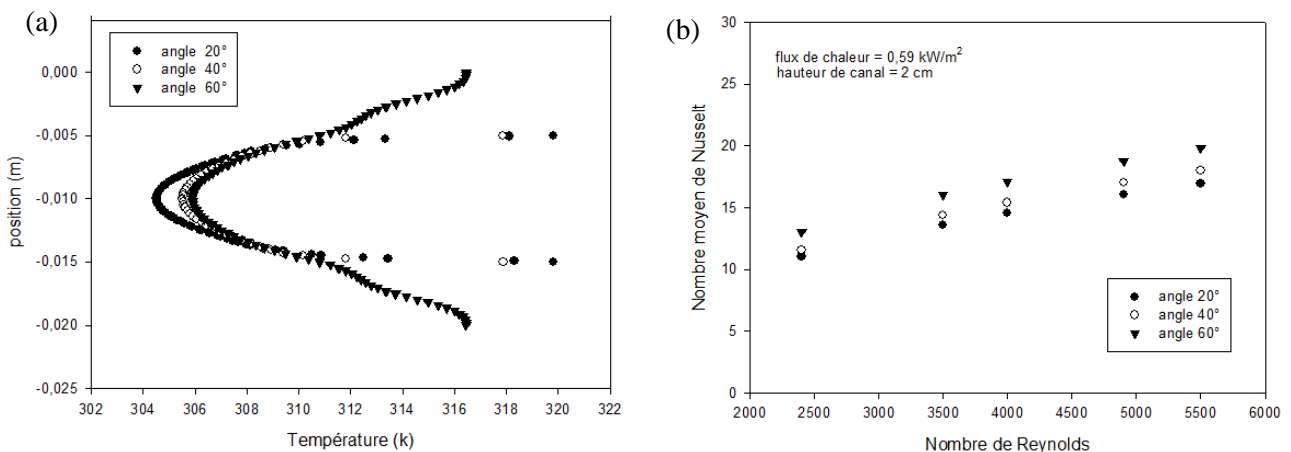 (a)
angle 20°
angle 40°
angle 60°
0,000
-0,005
-0,010
-0,015
-0,020
-0,025
position (m)
302 304 306 308 310 312 314 316 318 320 322
Température (k)
(b)
30
25
20
15
10
5
0
Nombre moyen de Nusselt
flux de chaleur = 0,59 kW/m²
hauteur de canal = 2 cm
angle 20°
angle 40°
angle 60°
2000 2500 3000 3500 4000 4500 5000 5500 6000
Nombre de Reynolds